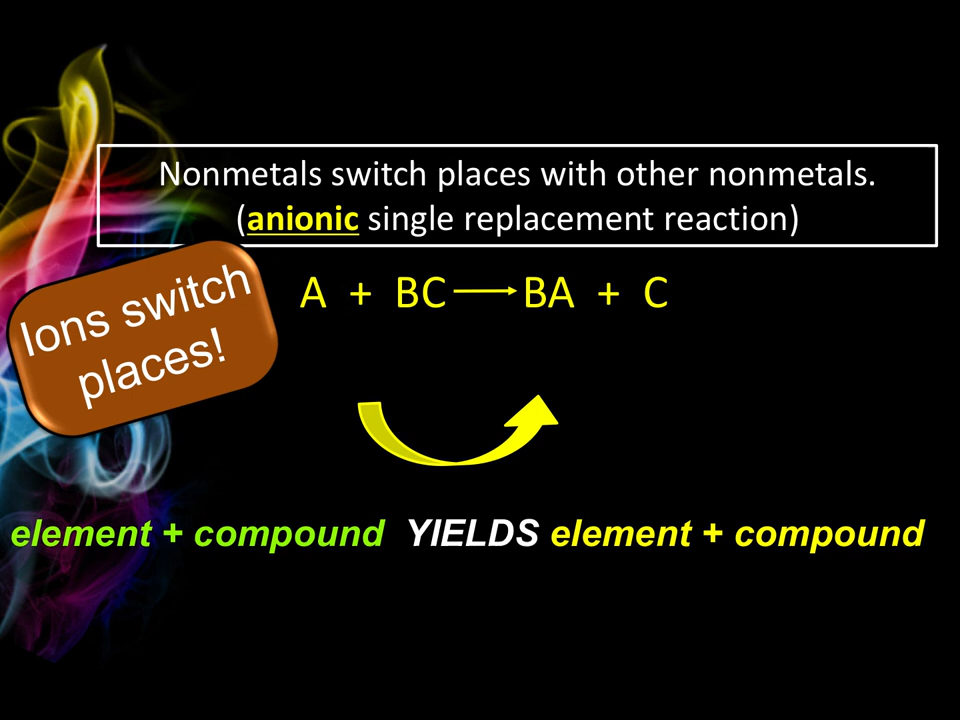 Nonmetals switch places with other nonmetals.
(anionic single replacement reaction)
Ions switch
places!
A + BC ⟶ BA + C
element + compound YIELDS element + compound